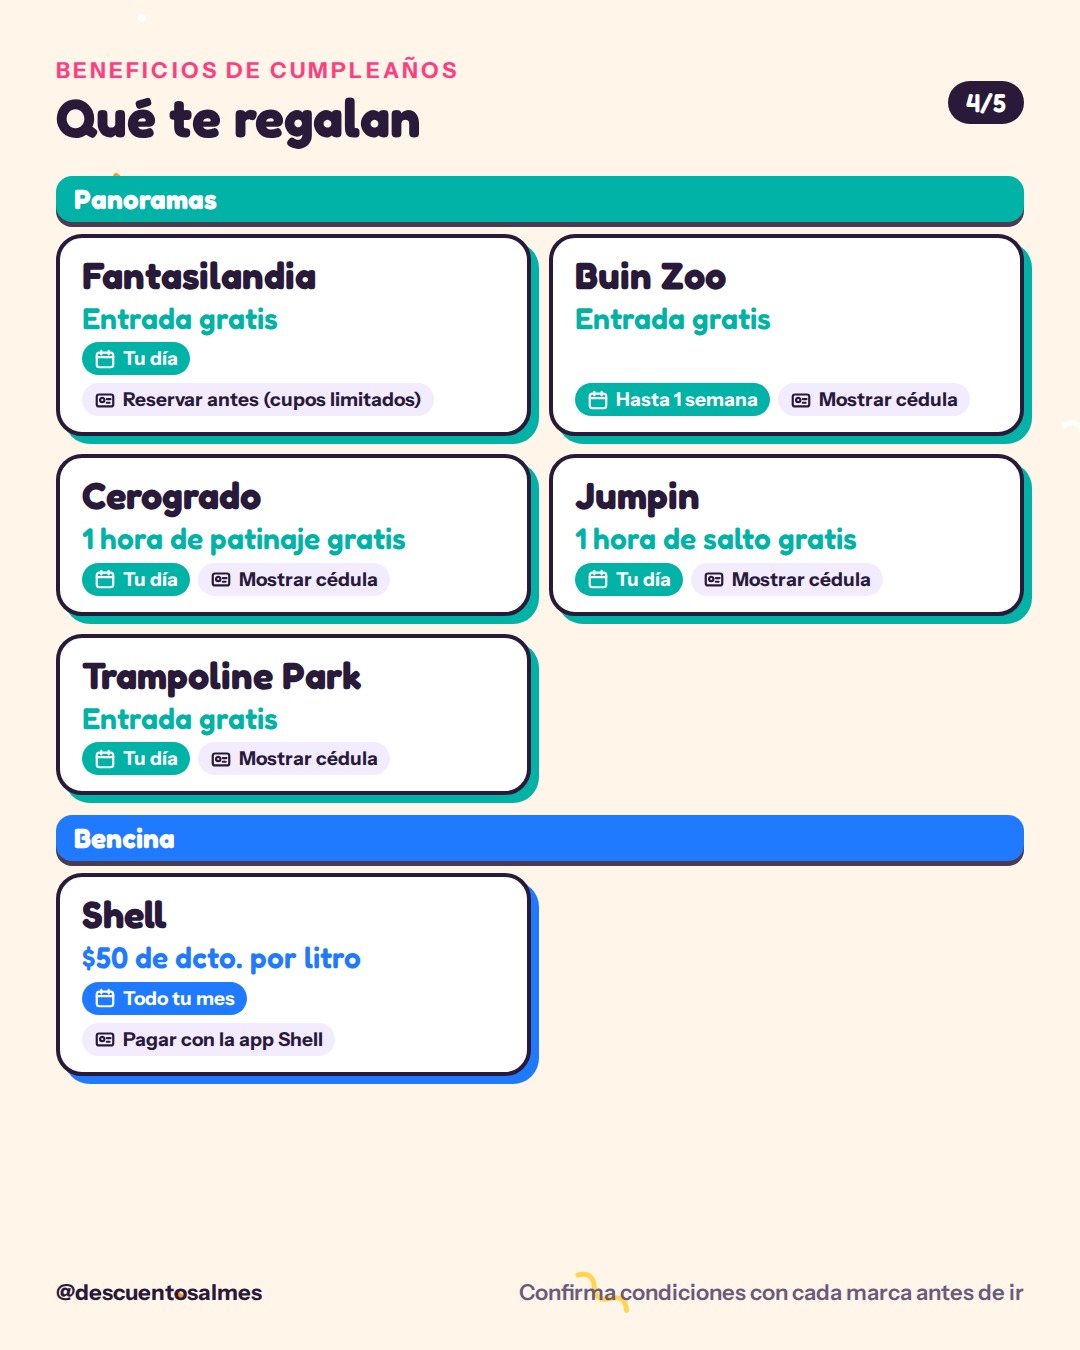 BENEFICIOS DE CUMPLEAÑOS
Qué te regalan
4/5
Panoramas
Fantasilandia
Entrada gratis
Tu día
Reservar antes (cupos limitados)
Buin Zoo
Entrada gratis
Hasta 1 semana
Mostrar cédula
Cerogrado
1 hora de patinaje gratis
Tu día
Mostrar cédula
Jumpin
1 hora de salto gratis
Tu día
Mostrar cédula
Trampoline Park
Entrada gratis
Tu día
Mostrar cédula
Bencina
Shell
$50 de dcto. por litro
Todo tu mes
Pagar con la app Shell
@descuentosalmes
Confirma condiciones con cada marca antes de ir